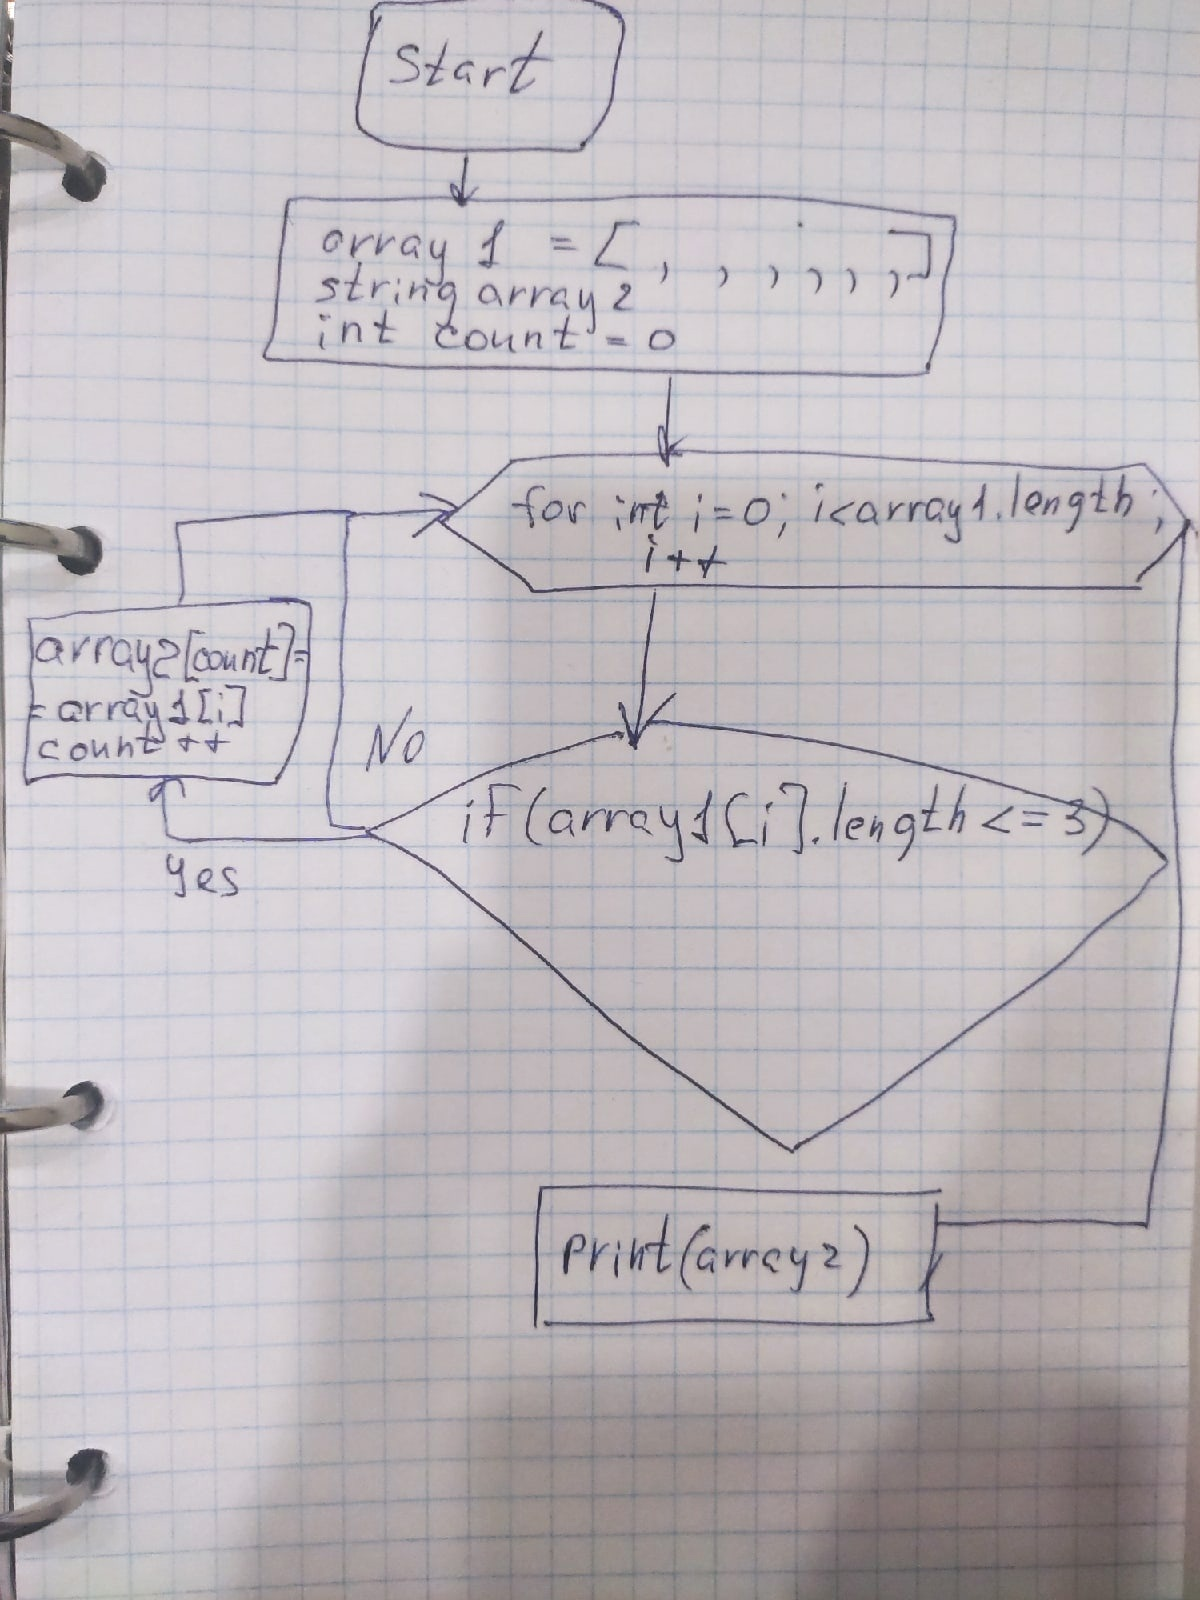 Start
array 1 = [ , , , , , , ]
string array 2
int count = 0
for int i=0; i<array1.length;
i++
array2[count]=
=array1[i]
count ++
No
if(array1[i].length <= 3)
Yes
print(array2)